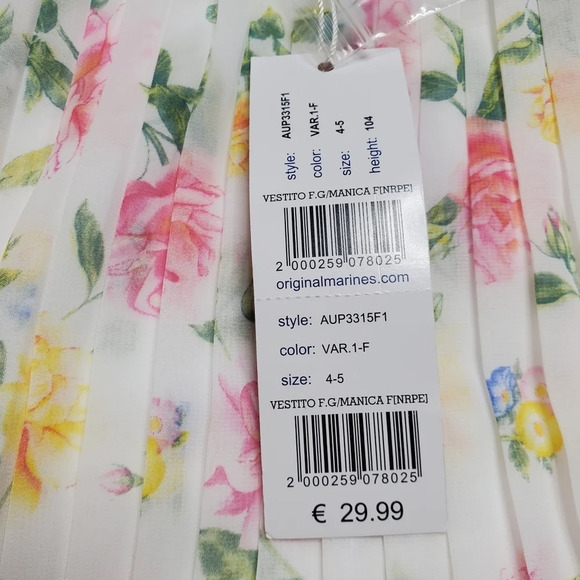 style: AUP3315F1
color: VAR.1-F
size: 4-5
height: 104
VESTITO F.G/MANICA F[NRPE]
2 000259 078025
originalmarines.com
style: AUP3315F1
color: VAR.1-F
size: 4-5
VESTITO F.G/MANICA F[NRPE]
2 000259 078025
€ 29.99